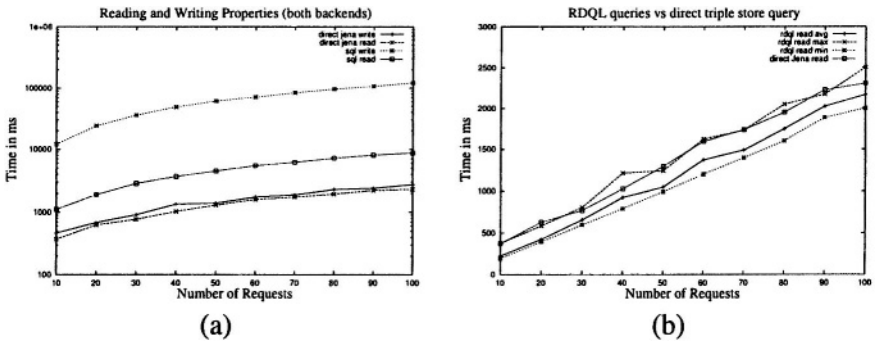 Reading and Writing Properties (both backends)
1e+06
100000
10000
1000
100
Time in ms
direct jena write
direct jena read
sql write
sql read
10 20 30 40 50 60 70 80 90 100
Number of Requests
(a)
RDQL queries vs direct triple store query
3000
2500
2000
1500
1000
500
0
Time in ms
rdql read avg
rdql read max
rdql read min
direct Jena read
10 20 30 40 50 60 70 80 90 100
Number of Requests
(b)